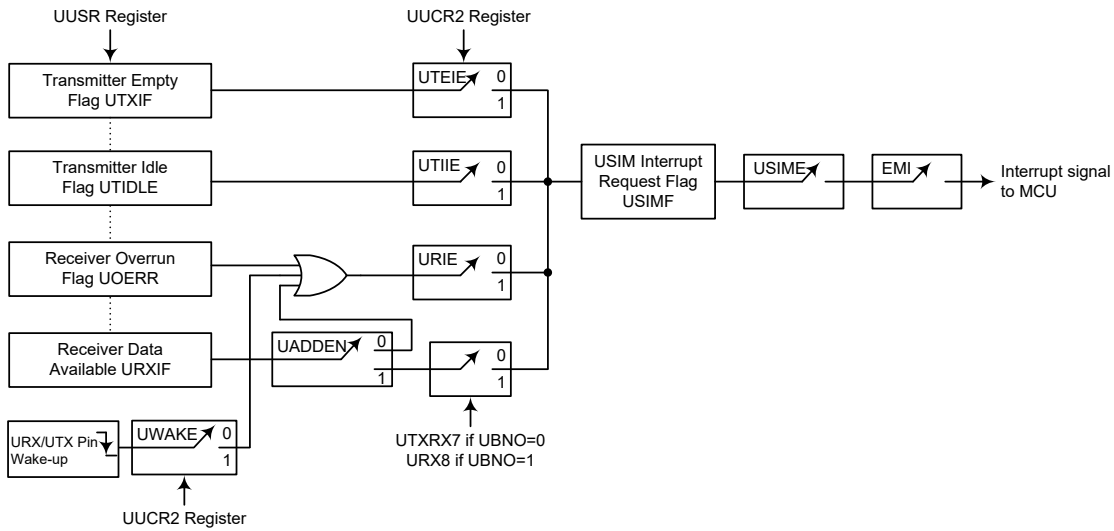 UUSR Register
UUCR2 Register
Transmitter Empty
Flag UTXIF
UTEIE
0
1
Transmitter Idle
Flag UTIDLE
UTIIE
0
1
USIM Interrupt
Request Flag
USIMF
USIME
EMI
Interrupt signal
to MCU
Receiver Overrun
Flag UOERR
URIE
0
1
Receiver Data
Available URXIF
UADDEN
0
1
0
1
UTXRX7 if UBNO=0
URX8 if UBNO=1
URX/UTX Pin
Wake-up
UWAKE
0
1
UUCR2 Register